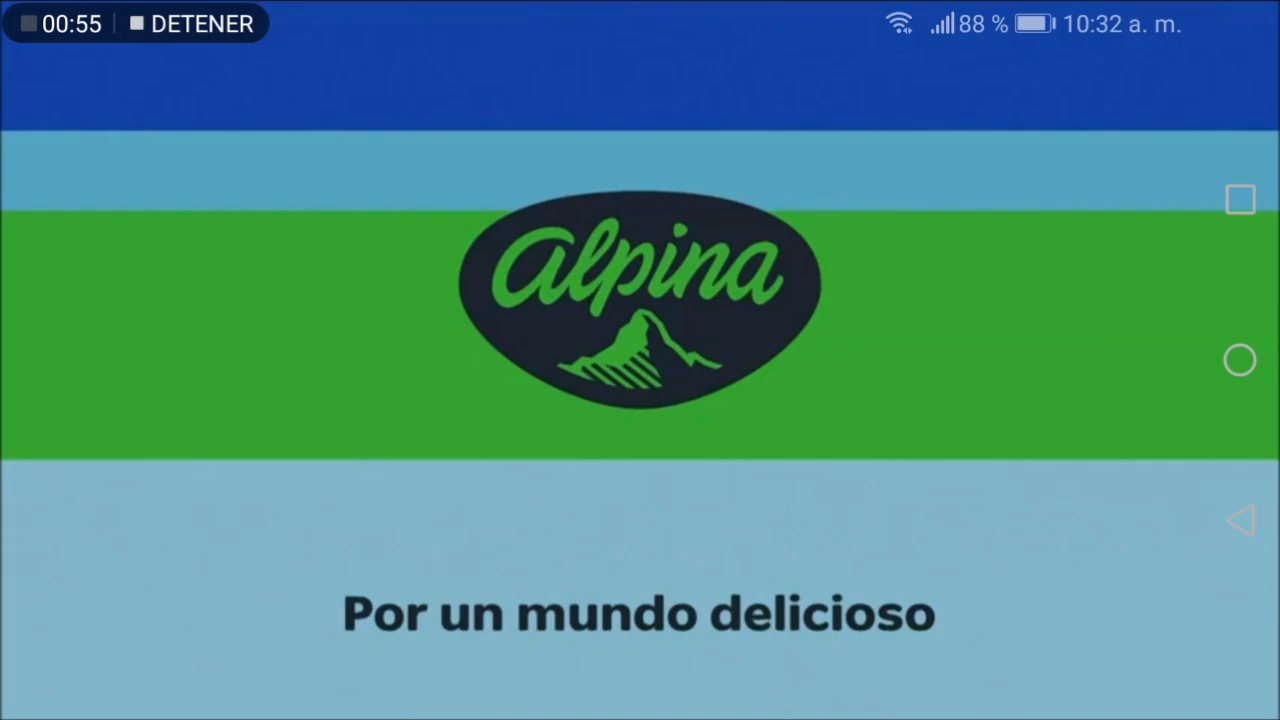 00:55 DETENER 88 % 10:32 a. m.
alpina
Por un mundo delicioso